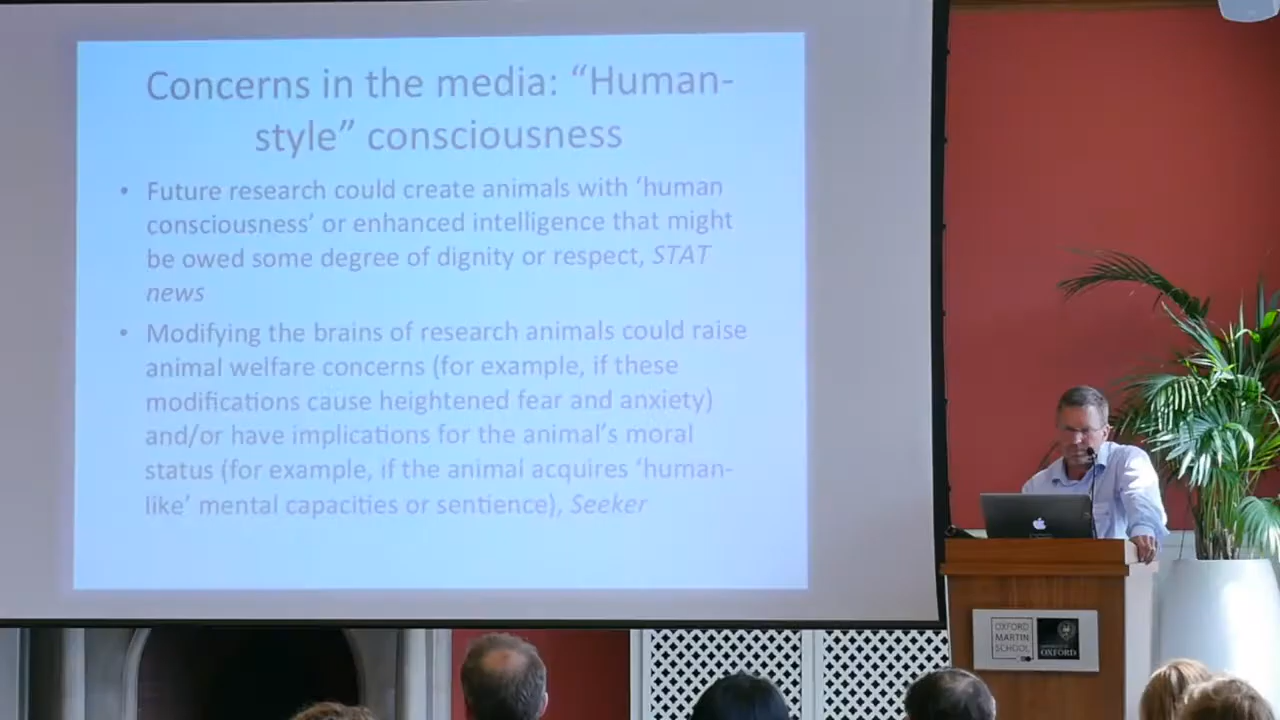 Concerns in the media: “Human-
style” consciousness
• Future research could create animals with ‘human
consciousness’ or enhanced intelligence that might
be owed some degree of dignity or respect, STAT
news
• Modifying the brains of research animals could raise
animal welfare concerns (for example, if these
modifications cause heightened fear and anxiety)
and/or have implications for the animal’s moral
status (for example, if the animal acquires ‘human-
like’ mental capacities or sentience), Seeker
OXFORD
MARTIN
SCHOOL
OXFORD